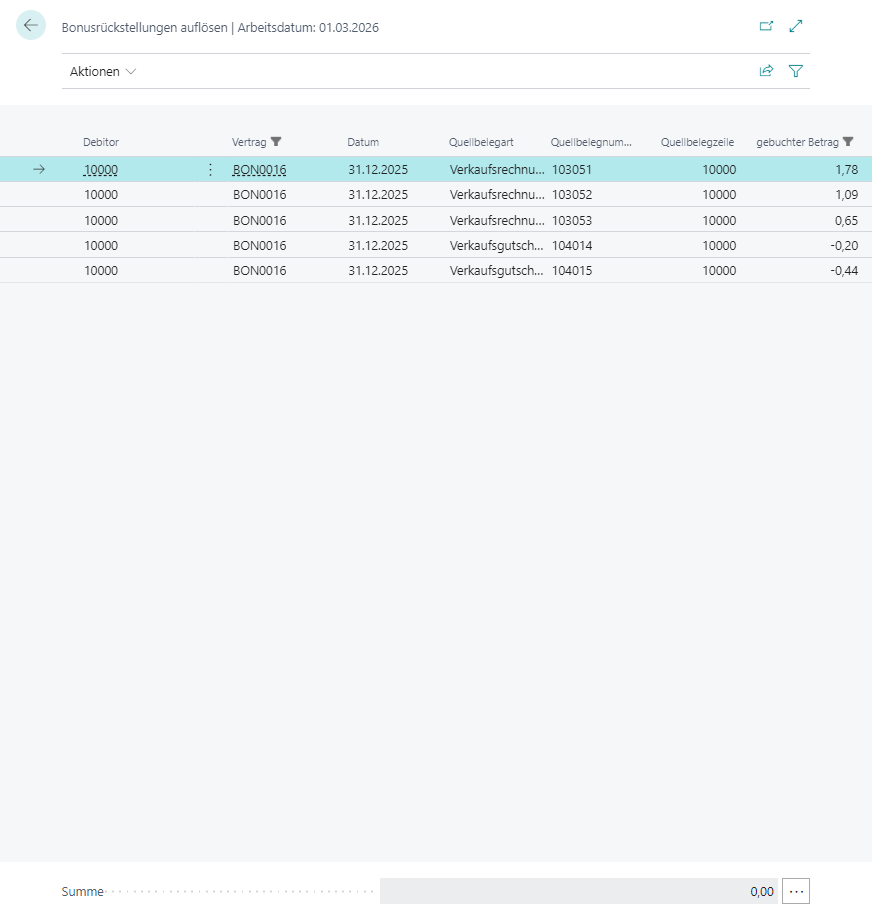 Bonusrückstellungen auflösen | Arbeitsdatum: 01.03.2026
Aktionen
Debitor Vertrag Datum Quellbelegart Quellbelegnum... Quellbelegzeile gebuchter Betrag
10000 BON0016 31.12.2025 Verkaufsrechnu... 103051 10000 1,78
10000 BON0016 31.12.2025 Verkaufsrechnu... 103052 10000 1,09
10000 BON0016 31.12.2025 Verkaufsrechnu... 103053 10000 0,65
10000 BON0016 31.12.2025 Verkaufsgutsch... 104014 10000 -0,20
10000 BON0016 31.12.2025 Verkaufsgutsch... 104015 10000 -0,44
Summe 0,00 ...